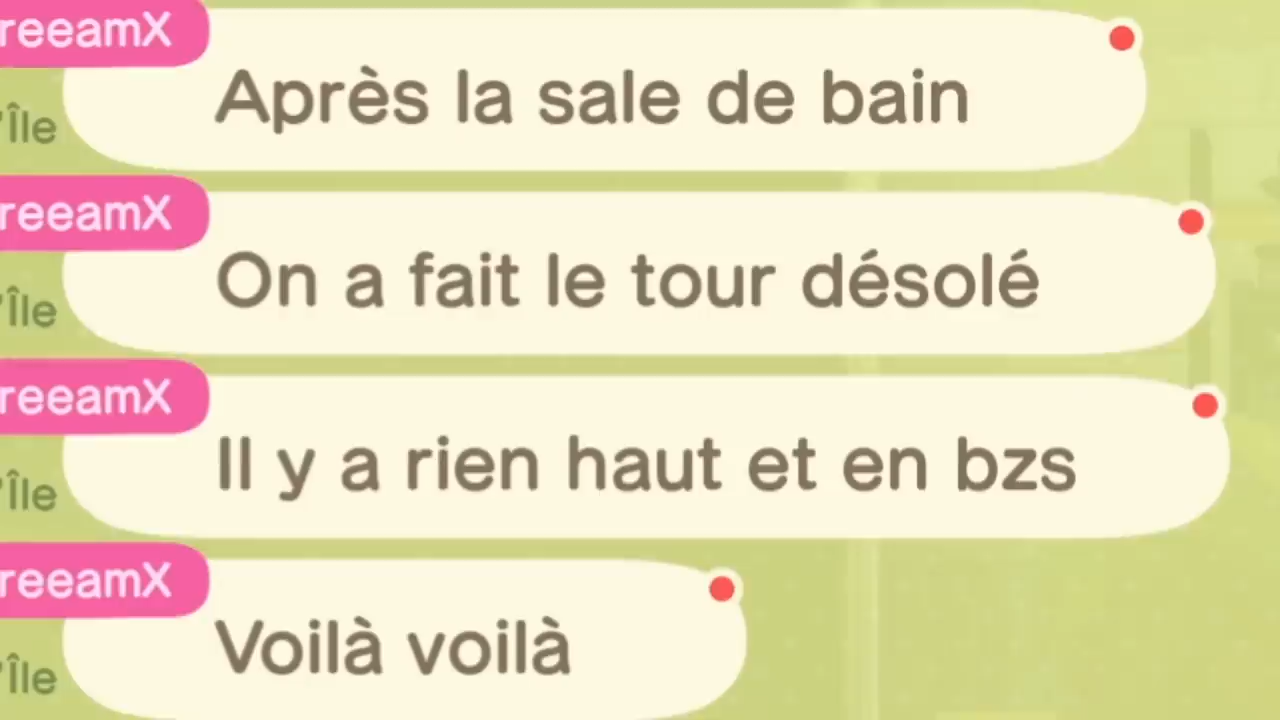 reeamX
Après la sale de bain
île
reeamX
On a fait le tour désolé
île
reeamX
Il y a rien haut et en bzs
île
reeamX
Voilà voilà
île